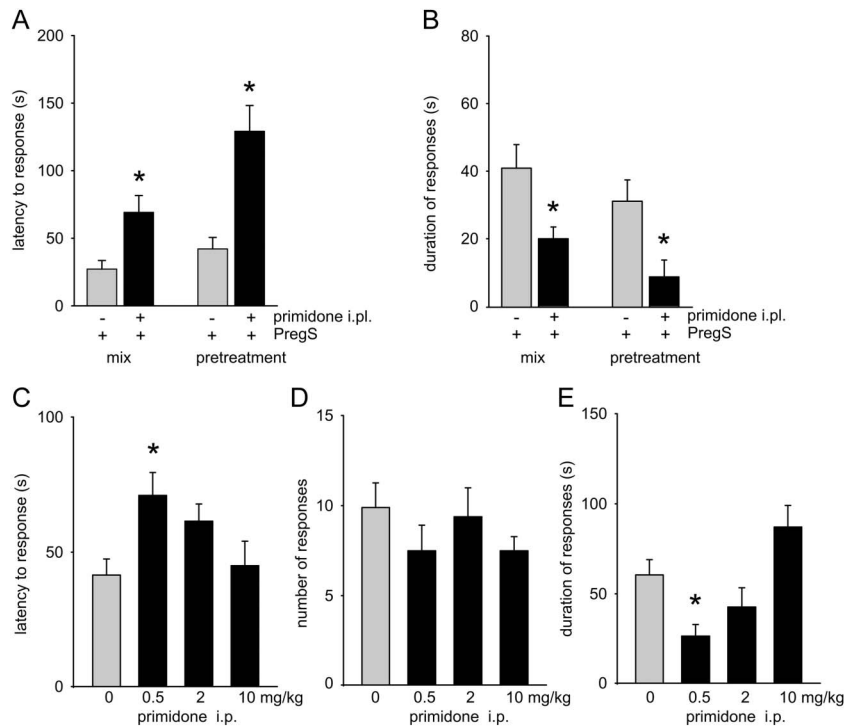 A
latency to response (s)
200
150
100
50
0
*
*
- + - + primidone i.pl.
+ + + + PregS
mix pretreatment
B
duration of responses (s)
80
60
40
20
0
*
*
- + - + primidone i.pl.
+ + + + PregS
mix pretreatment
C
latency to response (s)
100
50
0
*
0 0.5 2 10 mg/kg
primidone i.p.
D
number of responses
15
10
5
0
0 0.5 2 10 mg/kg
primidone i.p.
E
duration of responses (s)
150
100
50
0
*
0 0.5 2 10 mg/kg
primidone i.p.